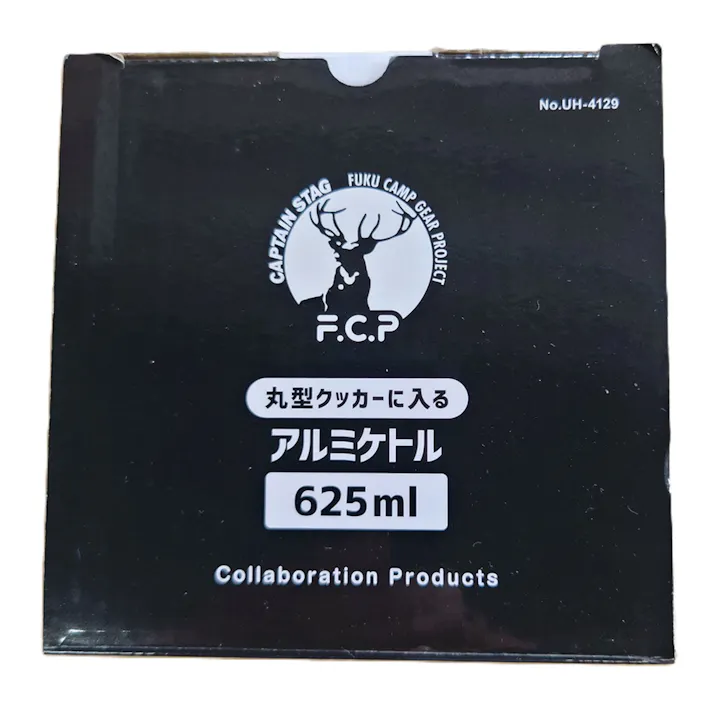 No.UH-4129
CAPTAIN STAG FUKU CAMP GEAR PROJECT
F.C.P
丸型クッカーに入る
アルミケトル
625ml
Collaboration Products